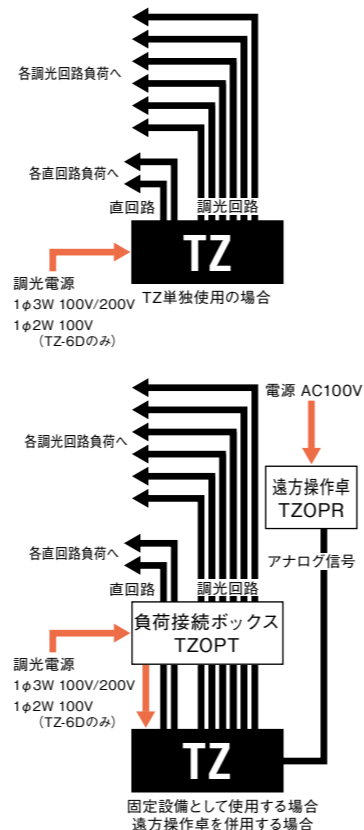 各調光回路負荷へ
各直回路負荷へ
直回路
調光回路
TZ
調光電源
1φ3W 100V/200V
1φ2W 100V
(TZ-6Dのみ)
TZ単独使用の場合
電源 AC100V
各調光回路負荷へ
遠方操作卓
TZOPR
各直回路負荷へ
アナログ信号
直回路
調光回路
負荷接続ボックス
TZOPT
調光電源
1φ3W 100V/200V
1φ2W 100V
(TZ-6Dのみ)
TZ
固定設備として使用する場合
遠方操作卓を併用する場合